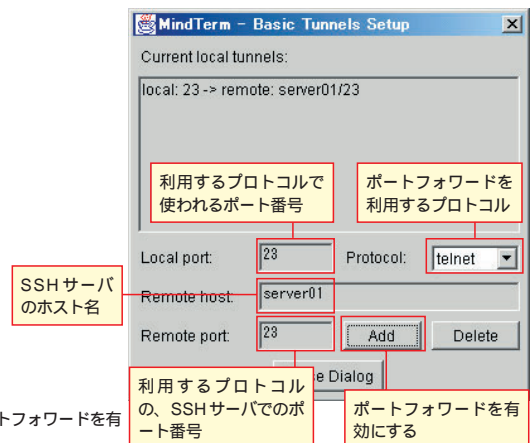 MindTerm - Basic Tunnels Setup
Current local tunnels:
local: 23 -> remote: server01/23
利用するプロトコルで
使われるポート番号
ポートフォワードを
利用するプロトコル
Local port:
23
Protocol:
telnet
SSHサーバ
のホスト名
Remote host:
server01
Remote port:
23
Add
Delete
e Dialog
利用するプロトコル
の、SSHサーバでのポ
ート番号
ポートフォワードを有
効にする
トフォワードを有